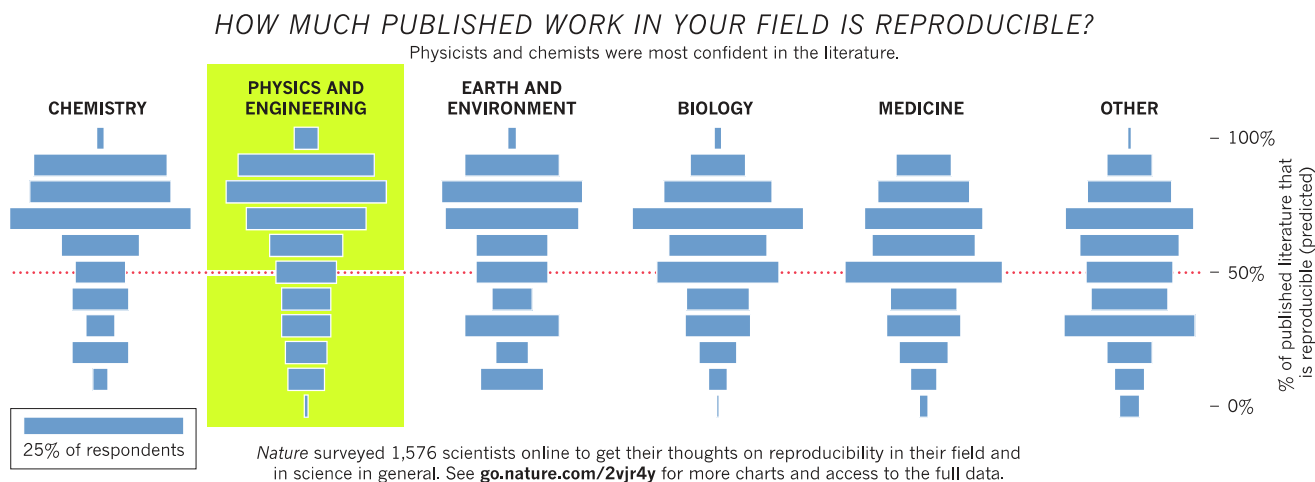 HOW MUCH PUBLISHED WORK IN YOUR FIELD IS REPRODUCIBLE?
Physicists and chemists were most confident in the literature.
CHEMISTRY
PHYSICS AND
ENGINEERING
EARTH AND
ENVIRONMENT
BIOLOGY
MEDICINE
OTHER
100%
50%
0%
% of published literature that
is reproducible (predicted)
25% of respondents
Nature surveyed 1,576 scientists online to get their thoughts on reproducibility in their field and
in science in general. See go.nature.com/2vjr4y for more charts and access to the full data.